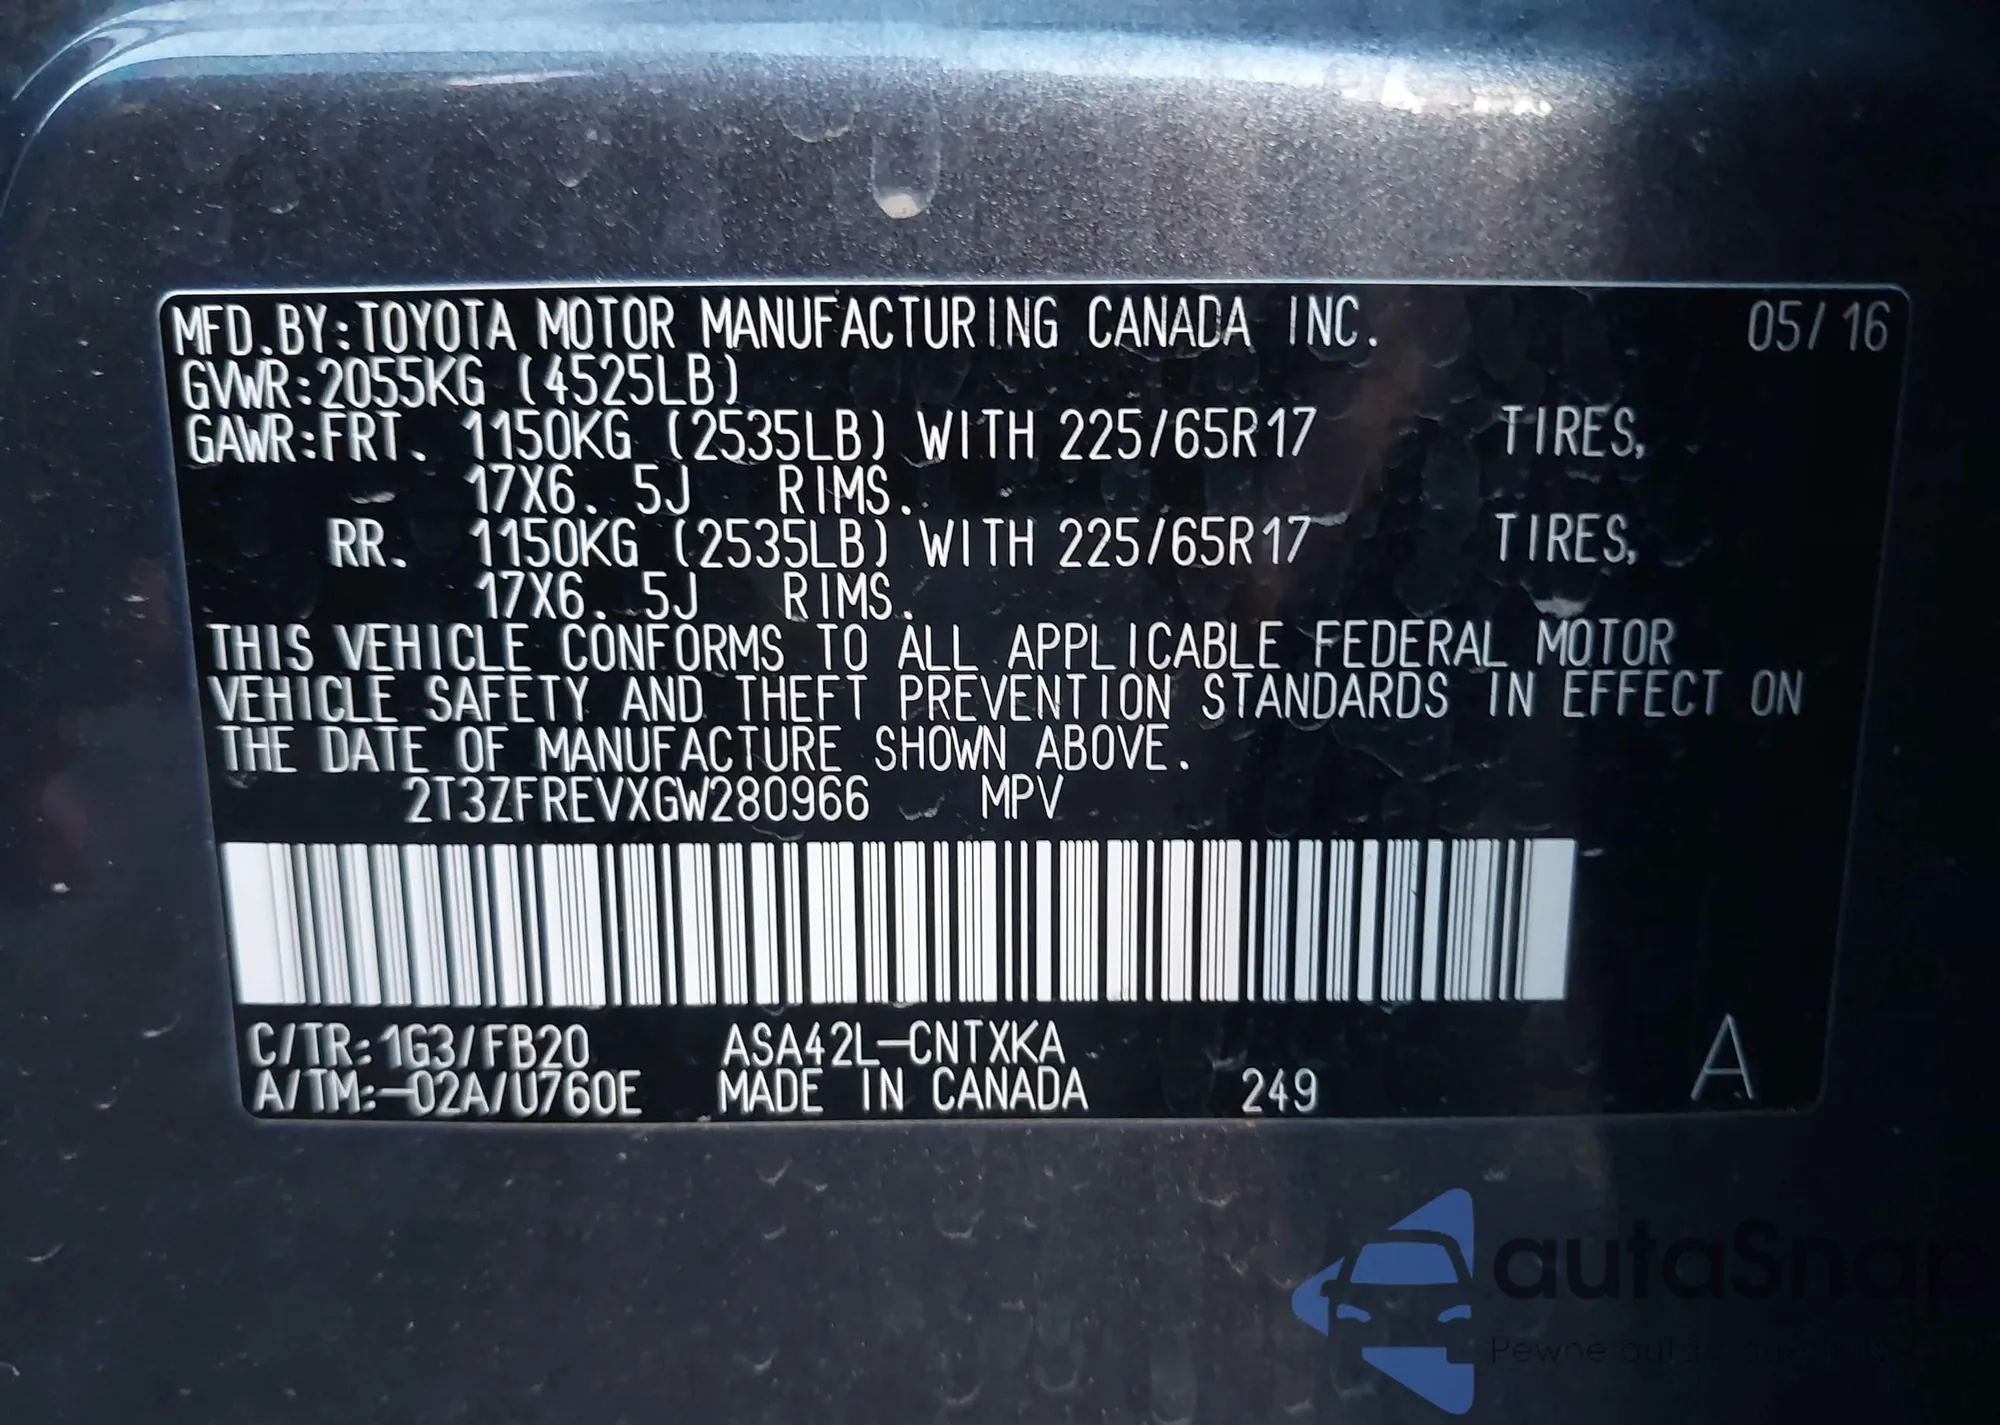 MFD.BY:TOYOTA MOTOR MANUFACTURING CANADA INC. 05/16
GVWR:2055KG (4525LB)
GAWR:FRT. 1150KG (2535LB) WITH 225/65R17 TIRES,
17X6.5J RIMS.
RR. 1150KG (2535LB) WITH 225/65R17 TIRES,
17X6.5J RIMS.
THIS VEHICLE CONFORMS TO ALL APPLICABLE FEDERAL MOTOR
VEHICLE SAFETY AND THEFT PREVENTION STANDARDS IN EFFECT ON
THE DATE OF MANUFACTURE SHOWN ABOVE.
2T3ZFREVXGW280966 MPV
C/TR:1G3/FB20 ASA42L-CNTXKA A
A/TM:-02A/U760E MADE IN CANADA 249
autoSnap
Pewne auta